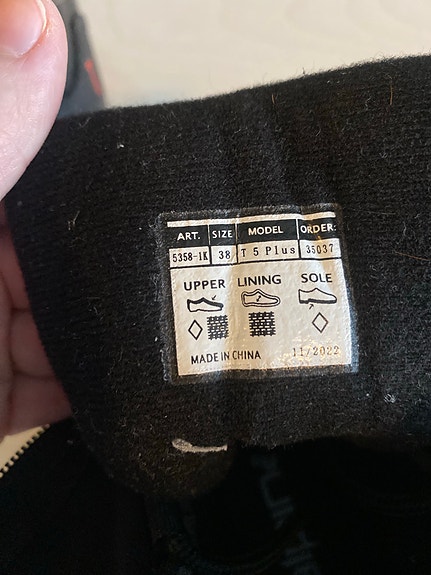 ART. SIZE MODEL ORDER:
5358-1K 38 T 5 Plus 35037
UPPER LINING SOLE
MADE IN CHINA 11/2022